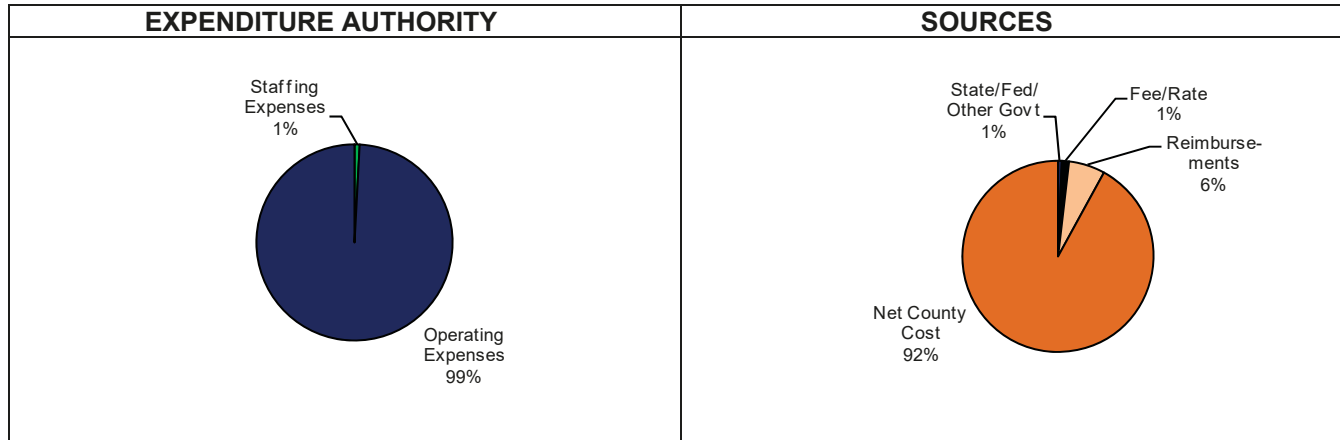 EXPENDITURE AUTHORITY
Staffing
Expenses
1%
Operating
Expenses
99%
SOURCES
State/Fed/
Other Govt
1%
Fee/Rate
1%
Reimburse-
ments
6%
Net County
Cost
92%